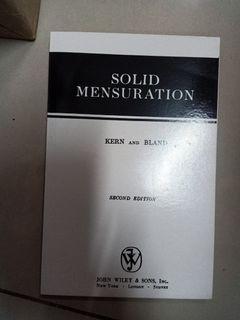 SOLID
MENSURATION
KERN AND BLAND
SECOND EDITION
JOHN WILEY & SONS, Inc.
New York · London · Sydney